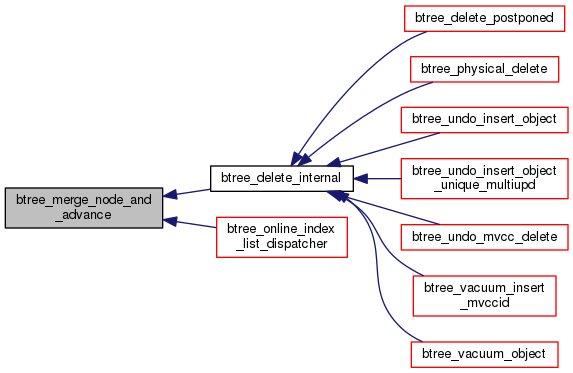 btree_delete_postponed
btree_physical_delete
btree_undo_insert_object
btree_undo_insert_object
_unique_multiupd
btree_delete_internal
btree_merge_node_and
_advance
btree_online_index
_list_dispatcher
btree_undo_mvcc_delete
btree_vacuum_insert
_mvccid
btree_vacuum_object